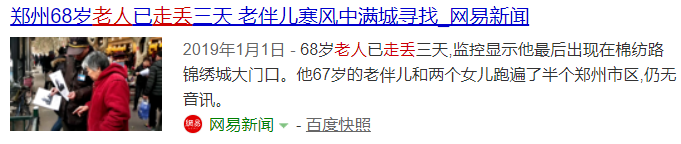 郑州68岁老人已走丢三天 老伴儿寒风中满城寻找_网易新闻
2019年1月1日 - 68岁老人已走丢三天,监控显示他最后出现在棉纺路
锦绣城大门口。他67岁的老伴儿和两个女儿跑遍了半个郑州市区,仍无
音讯。
网易新闻 - 百度快照